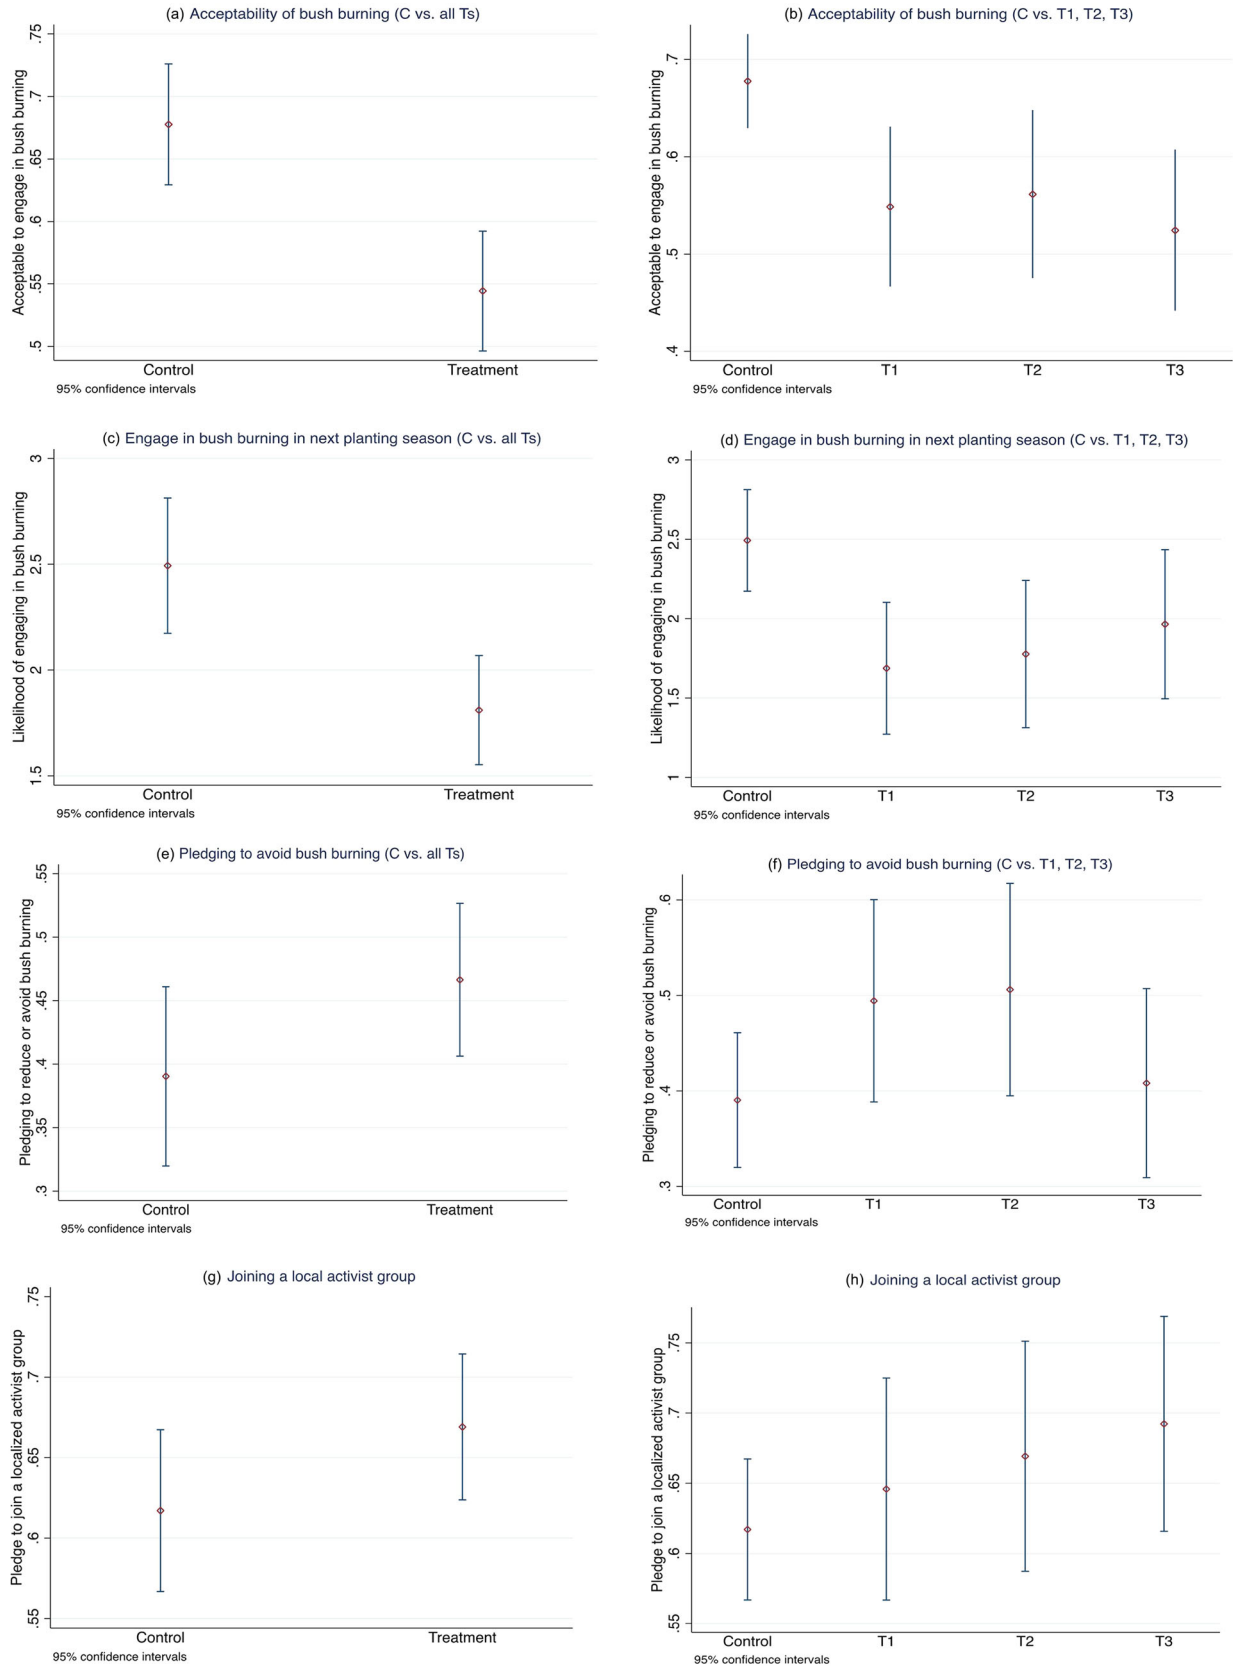 (a) Acceptability of bush burning (C vs. all Ts)
Acceptable to engage in bush burning
.75
.7
.65
.6
.55
.5
Control
Treatment
95% confidence intervals
(b) Acceptability of bush burning (C vs. T1, T2, T3)
Acceptable to engage in bush burning
.7
.6
.5
.4
Control
T1
T2
T3
95% confidence intervals
(c) Engage in bush burning in next planting season (C vs. all Ts)
Likelihood of engaging in bush burning
3
2.5
2
1.5
Control
Treatment
95% confidence intervals
(d) Engage in bush burning in next planting season (C vs. T1, T2, T3)
Likelihood of engaging in bush burning
3
2.5
2
1.5
1
Control
T1
T2
T3
95% confidence intervals
(e) Pledging to avoid bush burning (C vs. all Ts)
Pledging to reduce or avoid bush burning
.55
.5
.45
.4
.35
.3
Control
Treatment
95% confidence intervals
(f) Pledging to avoid bush burning (C vs. T1, T2, T3)
Pledging to reduce or avoid bush burning
.6
.5
.4
.3
Control
T1
T2
T3
95% confidence intervals
(g) Joining a local activist group
Pledge to join a localized activist group
.75
.7
.65
.6
.55
Control
Treatment
95% confidence intervals
(h) Joining a local activist group
Pledge to join a localized activist group
.75
.7
.65
.6
.55
Control
T1
T2
T3
95% confidence intervals